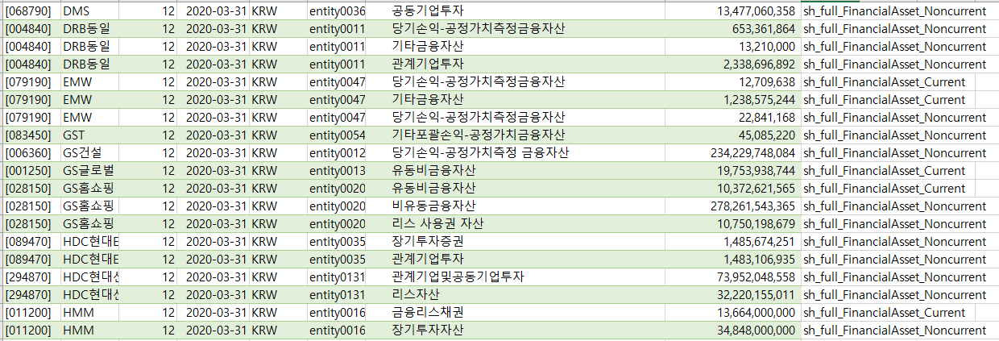 [068790] DMS 12 2020-03-31 KRW entity0036 공동기업투자 13,477,060,358 sh_full_FinancialAsset_Noncurrent
[004840] DRB동일 12 2020-03-31 KRW entity0011 당기손익-공정가치측정금융자산 653,361,864 sh_full_FinancialAsset_Noncurrent
[004840] DRB동일 12 2020-03-31 KRW entity0011 기타금융자산 13,210,000 sh_full_FinancialAsset_Noncurrent
[004840] DRB동일 12 2020-03-31 KRW entity0011 관계기업투자 2,338,696,892 sh_full_FinancialAsset_Noncurrent
[079190] EMW 12 2020-03-31 KRW entity0047 당기손익-공정가치측정금융자산 12,709,638 sh_full_FinancialAsset_Current
[079190] EMW 12 2020-03-31 KRW entity0047 기타금융자산 1,238,575,244 sh_full_FinancialAsset_Current
[079190] EMW 12 2020-03-31 KRW entity0047 당기손익-공정가치측정금융자산 22,841,168 sh_full_FinancialAsset_Noncurrent
[083450] GST 12 2020-03-31 KRW entity0054 기타포괄손익-공정가치금융자산 45,085,220 sh_full_FinancialAsset_Noncurrent
[006360] GS건설 12 2020-03-31 KRW entity0012 당기손익-공정가치측정 금융자산 234,229,748,084 sh_full_FinancialAsset_Noncurrent
[001250] GS글로벌 12 2020-03-31 KRW entity0013 유동비금융자산 19,753,938,744 sh_full_FinancialAsset_Current
[028150] GS홈쇼핑 12 2020-03-31 KRW entity0020 유동비금융자산 10,372,621,565 sh_full_FinancialAsset_Current
[028150] GS홈쇼핑 12 2020-03-31 KRW entity0020 비유동금융자산 278,261,543,365 sh_full_FinancialAsset_Noncurrent
[028150] GS홈쇼핑 12 2020-03-31 KRW entity0020 리스 사용권 자산 10,750,198,679 sh_full_FinancialAsset_Noncurrent
[089470] HDC현대E 12 2020-03-31 KRW entity0035 장기투자증권 1,485,674,251 sh_full_FinancialAsset_Noncurrent
[089470] HDC현대E 12 2020-03-31 KRW entity0035 관계기업투자 1,483,106,935 sh_full_FinancialAsset_Noncurrent
[294870] HDC현대 12 2020-03-31 KRW entity0131 관계기업및공동기업투자 73,952,048,558 sh_full_FinancialAsset_Noncurrent
[294870] HDC현대 12 2020-03-31 KRW entity0131 리스자산 32,220,155,011 sh_full_FinancialAsset_Noncurrent
[011200] HMM 12 2020-03-31 KRW entity0016 금융리스채권 13,664,000,000 sh_full_FinancialAsset_Current
[011200] HMM 12 2020-03-31 KRW entity0016 장기투자자산 34,848,000,000 sh_full_FinancialAsset_Noncurrent